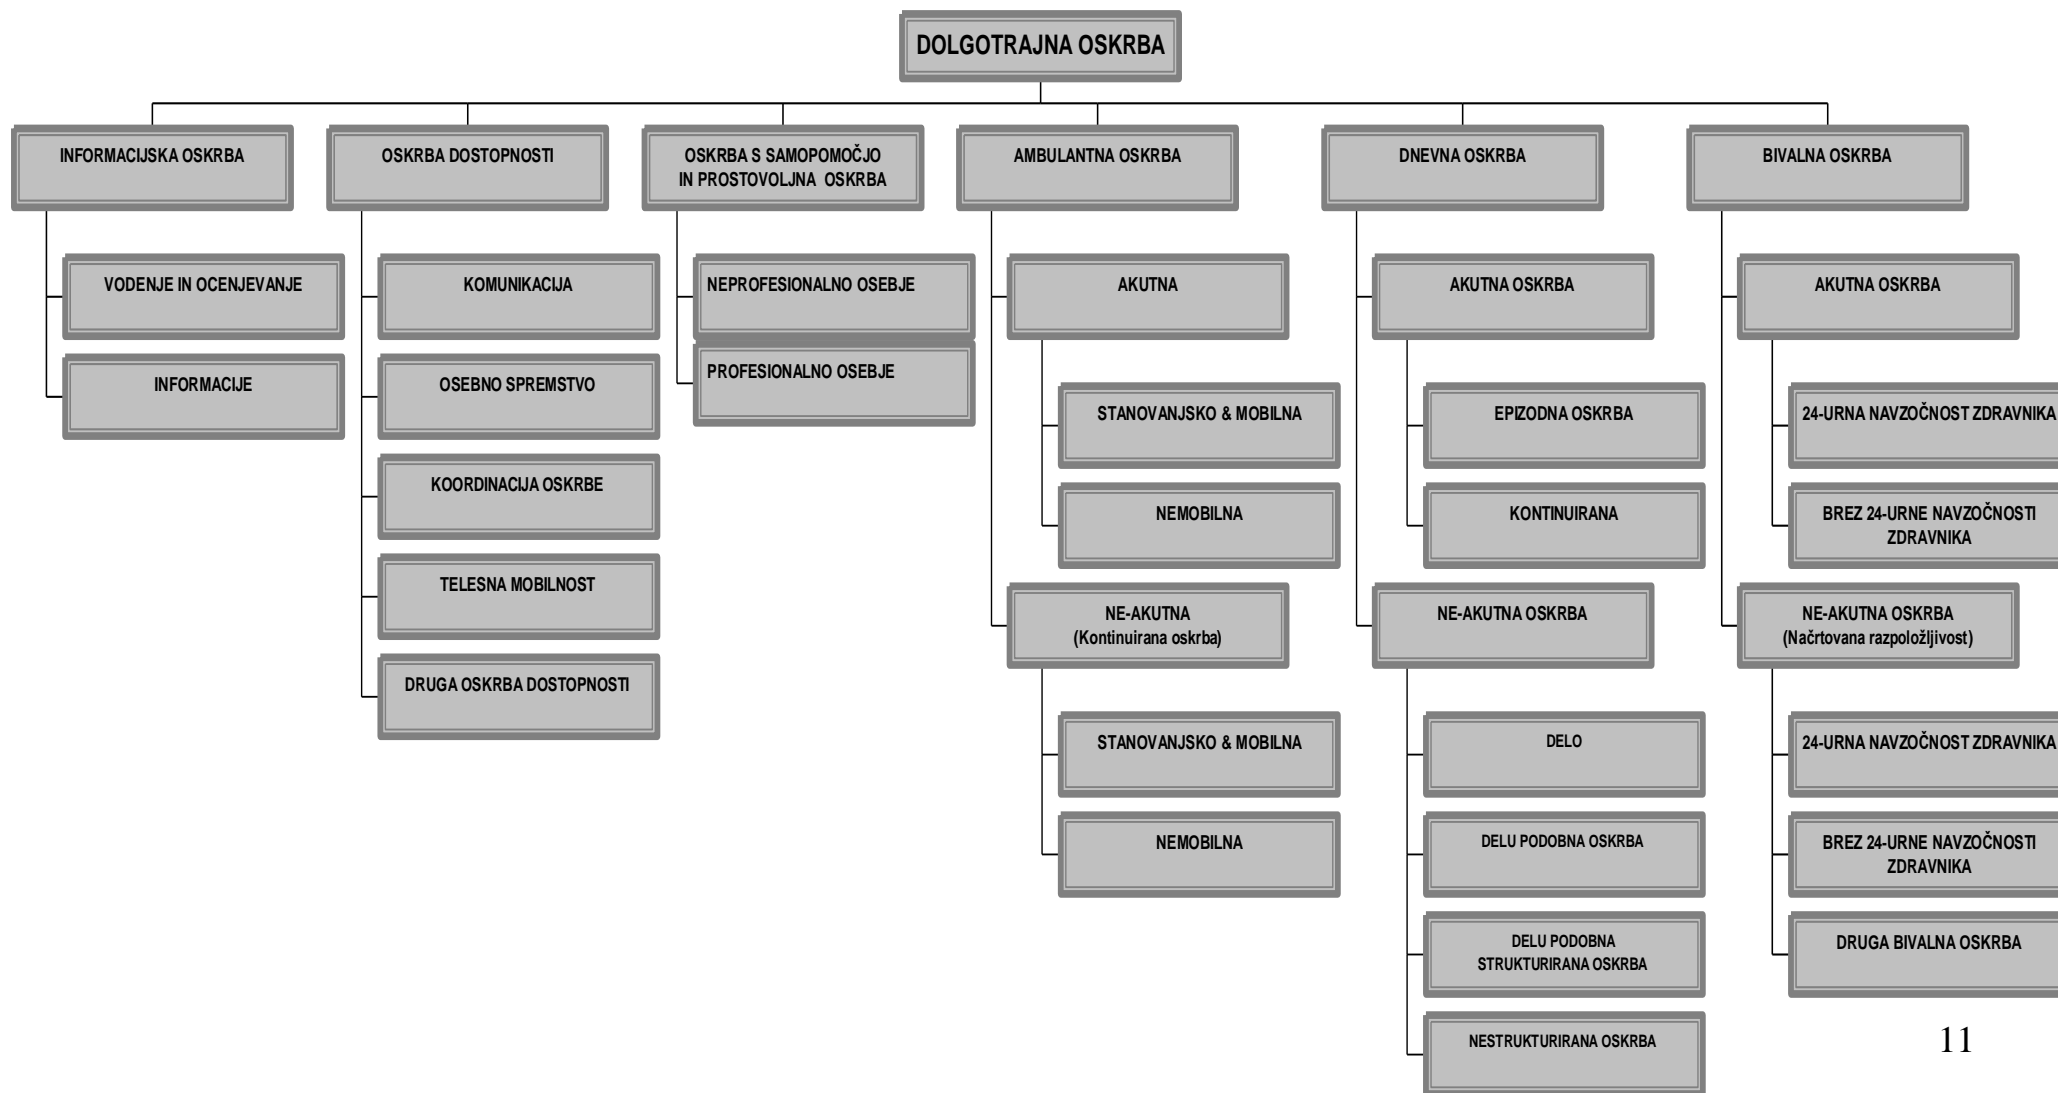 DOLGOTRAJNA OSKRBA
INFORMACIJSKA OSKRBA
VODENJE IN OCENJEVANJE
INFORMACIJE
OSKRBA DOSTOPNOSTI
KOMUNIKACIJA
OSEBNO SPREMSTVO
KOORDINACIJA OSKRBE
TELESNA MOBILNOST
DRUGA OSKRBA DOSTOPNOSTI
OSKRBA S SAMOPOMOČJO
IN PROSTOVOLJNA OSKRBA
NEPROFESIONALNO OSEBJE
PROFESIONALNO OSEBJE
AMBULANTNA OSKRBA
AKUTNA
STANOVANJSKO & MOBILNA
NEMOBILNA
NE-AKUTNA
(Kontinuirana oskrba)
STANOVANJSKO & MOBILNA
NEMOBILNA
DNEVNA OSKRBA
AKUTNA OSKRBA
EPIZODNA OSKRBA
KONTINUIRANA
NE-AKUTNA OSKRBA
DELO
DELU PODOBNA OSKRBA
DELU PODOBNA
STRUKTURIRANA OSKRBA
NESTRUKTURIRANA OSKRBA
BIVALNA OSKRBA
AKUTNA OSKRBA
24-URNA NAVZOČNOST ZDRAVNIKA
BREZ 24-URNE NAVZOČNOSTI
ZDRAVNIKA
NE-AKUTNA OSKRBA
(Načrtovana razpoložljivost)
24-URNA NAVZOČNOST ZDRAVNIKA
BREZ 24-URNE NAVZOČNOSTI
ZDRAVNIKA
DRUGA BIVALNA OSKRBA
11